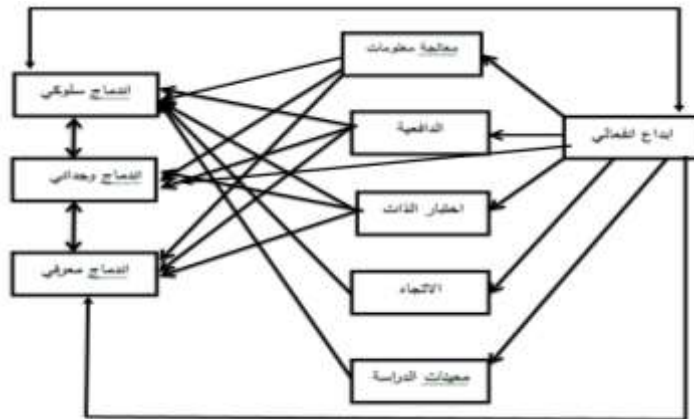 معالجة معلومات
اندماج سلوكي
الدافعية
ابداع انفعالي
اندماج وجداني
اختبار الذات
اندماج معرفي
الاتجاه
معينات الدراسة